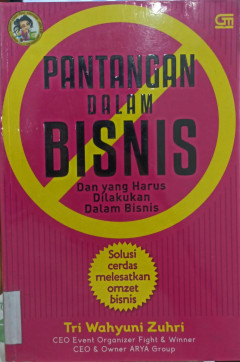 GM
PANTANGAN
DALAM
BISNIS
Dan yang Harus
Dilakukan
Dalam Bisnis
Solusi
cerdas
melesatkan
omzet
bisnis
Tri Wahyuni Zuhri
CEO Event Organizer Fight & Winner
CEO & Owner ARYA Group